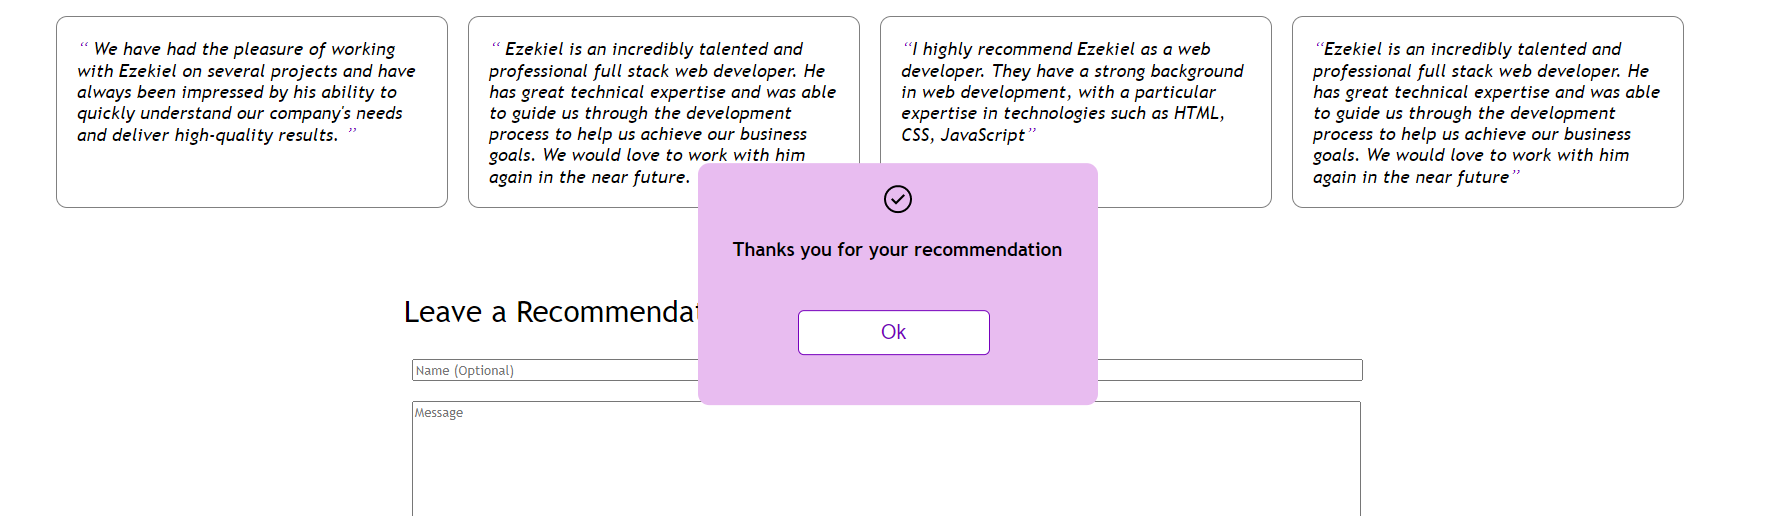 “ We have had the pleasure of working
with Ezekiel on several projects and have
always been impressed by his ability to
quickly understand our company's needs
and deliver high-quality results. ”
“ Ezekiel is an incredibly talented and
professional full stack web developer. He
has great technical expertise and was able
to guide us through the development
process to help us achieve our business
goals. We would love to work with him
again in the near future.
“I highly recommend Ezekiel as a web
developer. They have a strong background
in web development, with a particular
expertise in technologies such as HTML,
CSS, JavaScript”
“Ezekiel is an incredibly talented and
professional full stack web developer. He
has great technical expertise and was able
to guide us through the development
process to help us achieve our business
goals. We would love to work with him
again in the near future”
Thanks you for your recommendation
Ok
Leave a Recommendat
Name (Optional)
Message